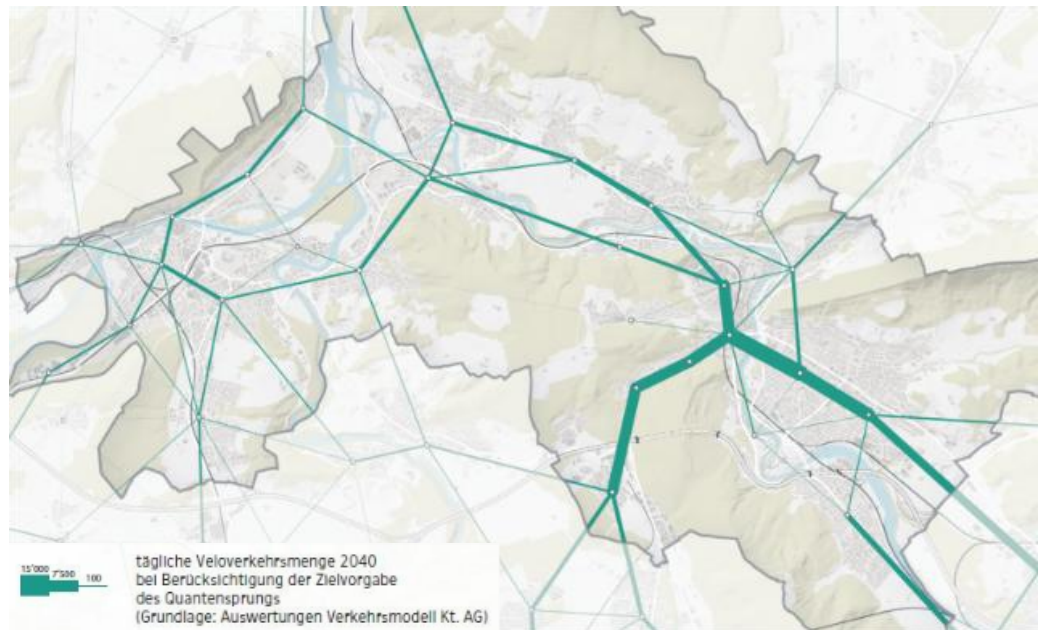 15'000 7'500 100
tägliche Veloverkehrsmenge 2040
bei Berücksichtigung der Zielvorgabe
des Quantensprungs
(Grundlage: Auswertungen Verkehrsmodell Kt. AG)